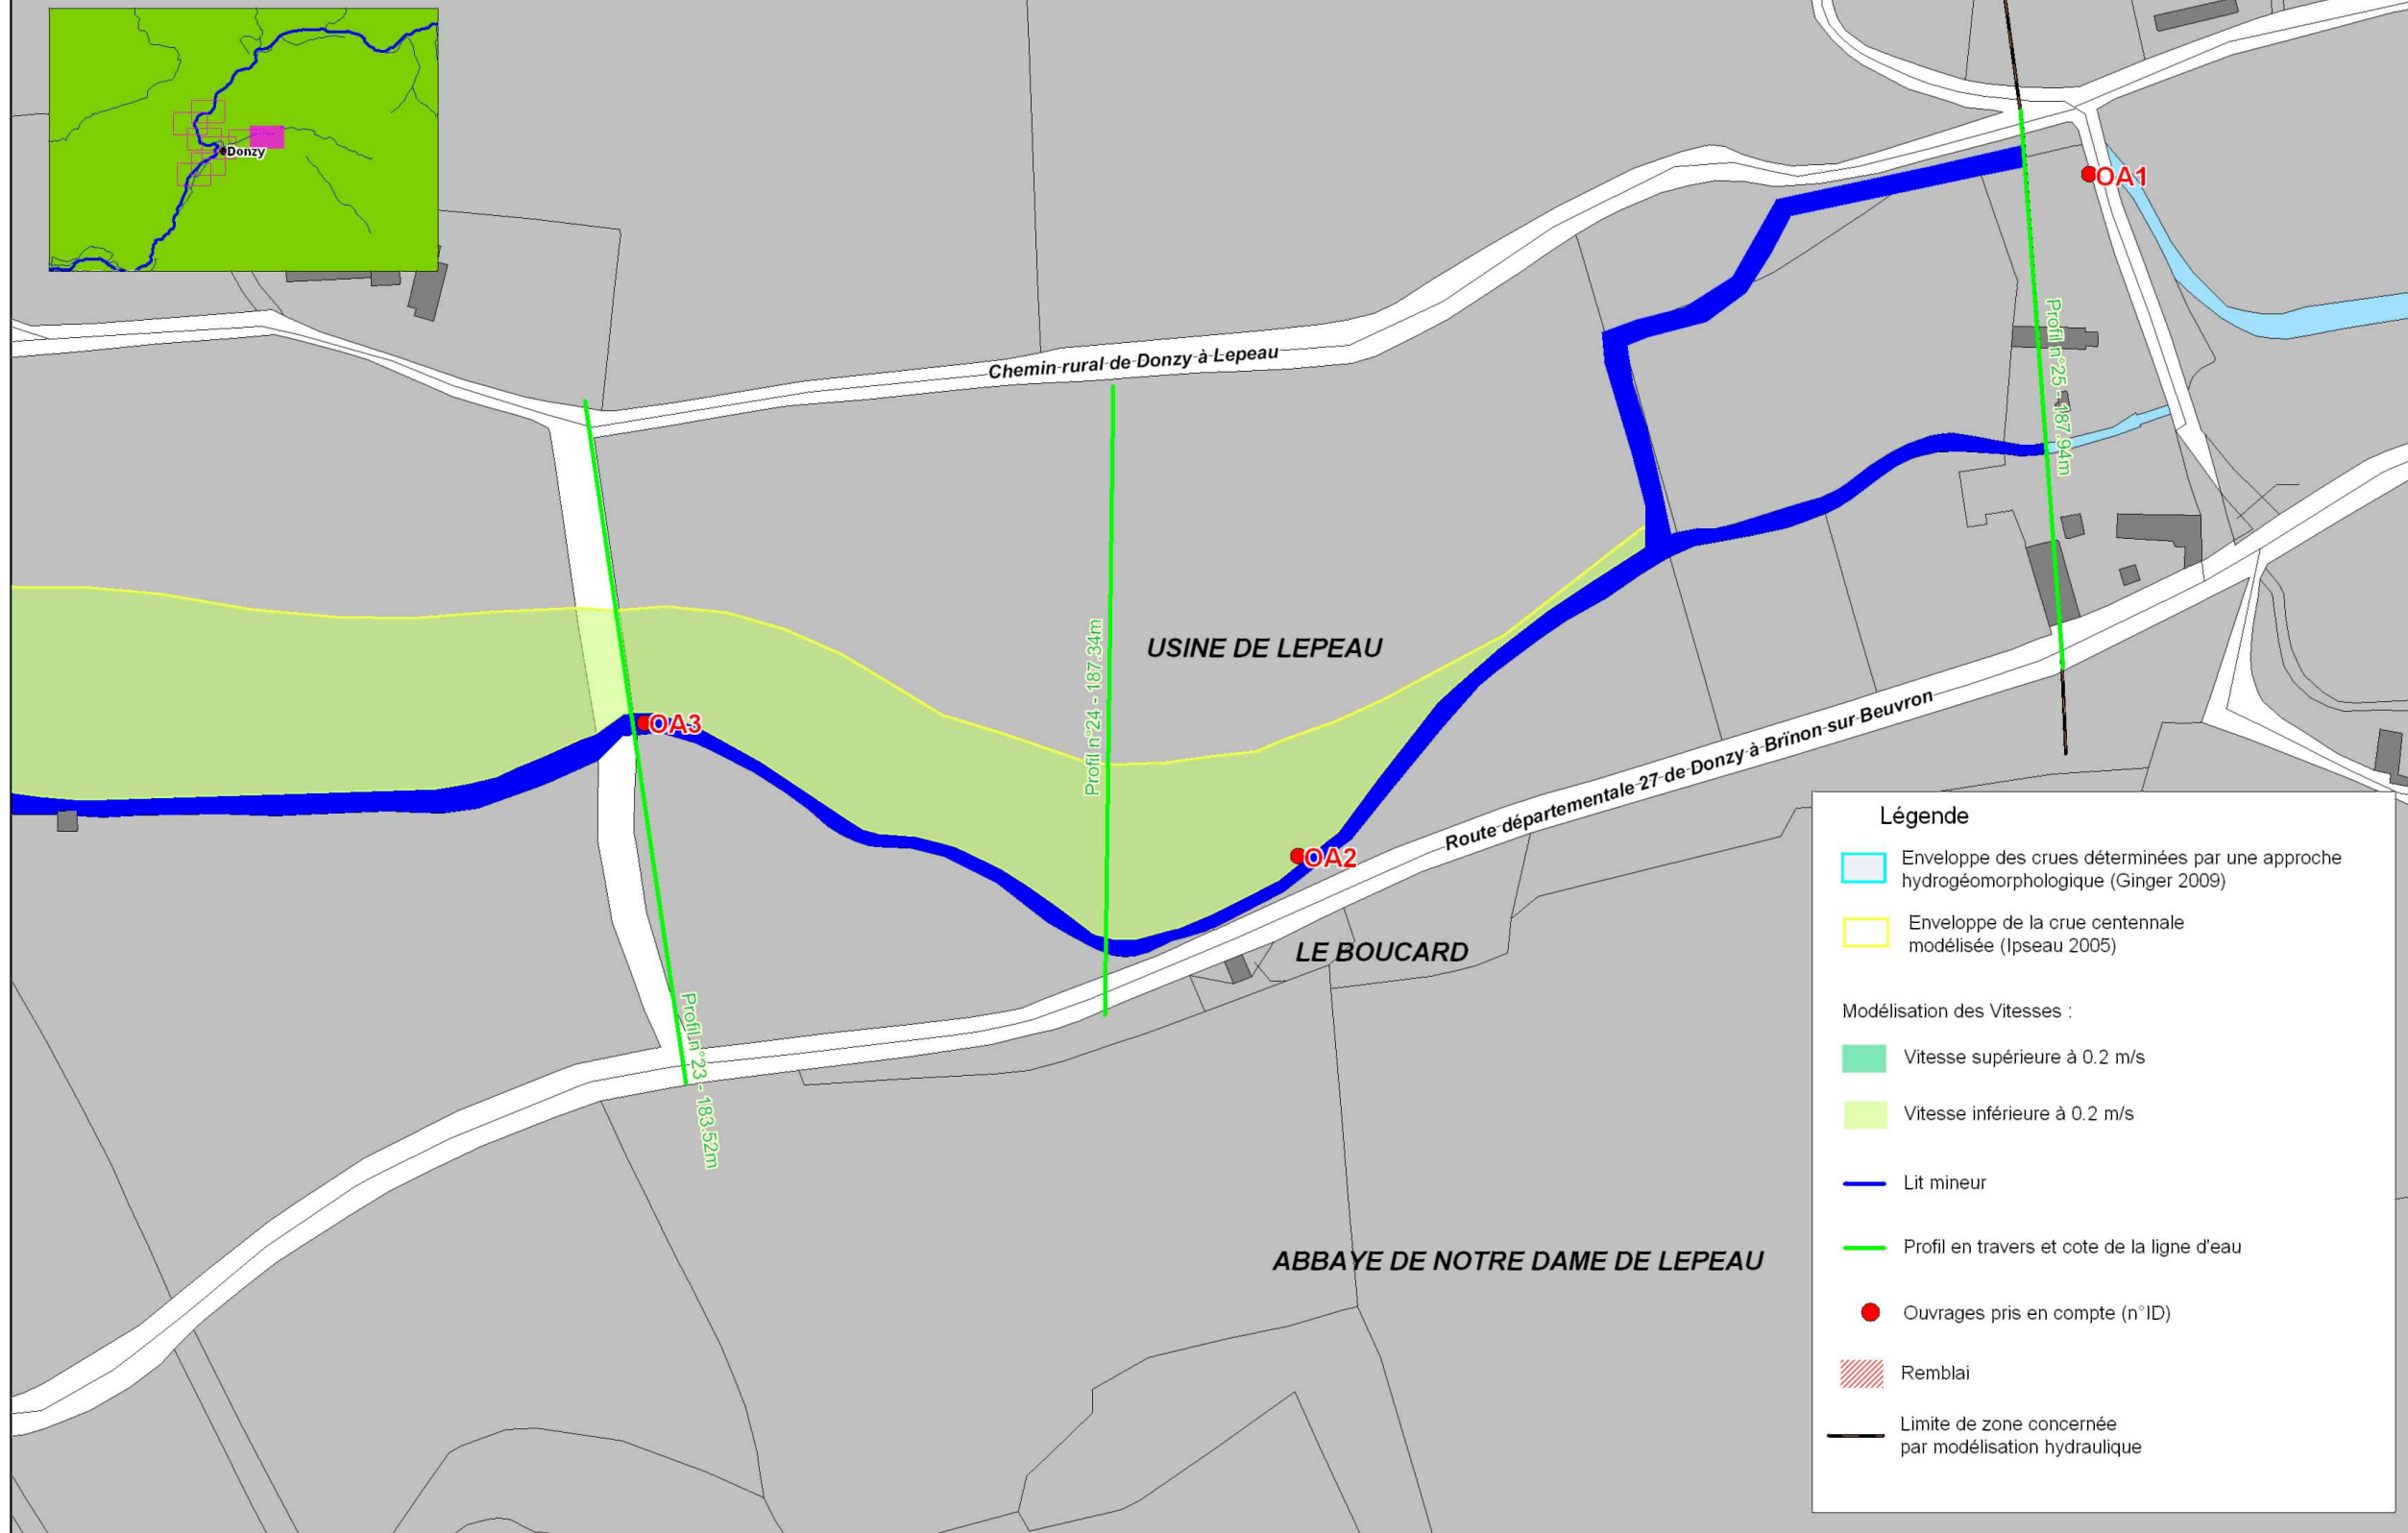 Donzy
OA1
Profil n°25 - 187.94m
Chemin rural de Donzy à Lepeau
USINE DE LEPEAU
Profil n°24 - 187.34m
OA3
Route départementale 27 de Donzy à Brïnon sur Beuvron
OA2
LE BOUCARD
Profil n°23 - 183.52m
ABBAYE DE NOTRE DAME DE LEPEAU
Légende
Enveloppe des crues déterminées par une approche
hydrogéomorphologique (Ginger 2009)
Enveloppe de la crue centennale
modélisée (Ipseau 2005)
Modélisation des Vitesses :
Vitesse supérieure à 0.2 m/s
Vitesse inférieure à 0.2 m/s
Lit mineur
Profil en travers et cote de la ligne d'eau
Ouvrages pris en compte (n°ID)
Remblai
Limite de zone concernée
par modélisation hydraulique